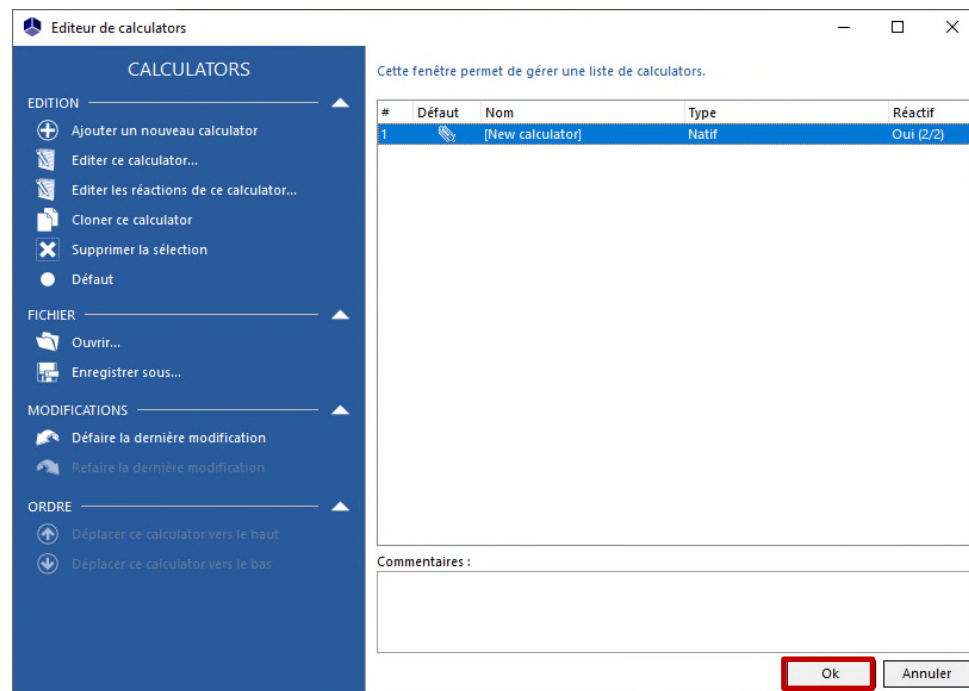 Editeur de calculators
CALCULATORS
EDITION
Ajouter un nouveau calculator
Editer ce calculator...
Editer les réactions de ce calculator...
Cloner ce calculator
Supprimer la sélection
Défaut
FICHIER
Ouvrir...
Enregistrer sous...
MODIFICATIONS
Défaire la dernière modification
Refaire la dernière modification
ORDRE
Déplacer ce calculator vers le haut
Déplacer ce calculator vers le bas
Cette fenêtre permet de gérer une liste de calculators.
# Défaut Nom Type Réactif
1 [New calculator] Natif Oui (2/2)
Commentaires :
Ok Annuler